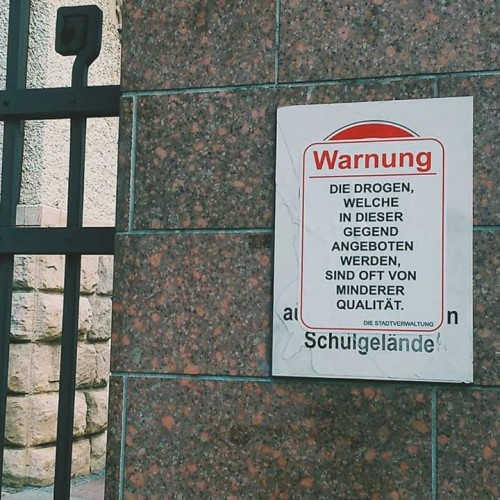 Warnung
DIE DROGEN,
WELCHE
IN DIESER
GEGEND
ANGEBOTEN
WERDEN,
SIND OFT VON
MINDERER
QUALITÄT.
DIE STADTVERWALTUNG
Schulgelände